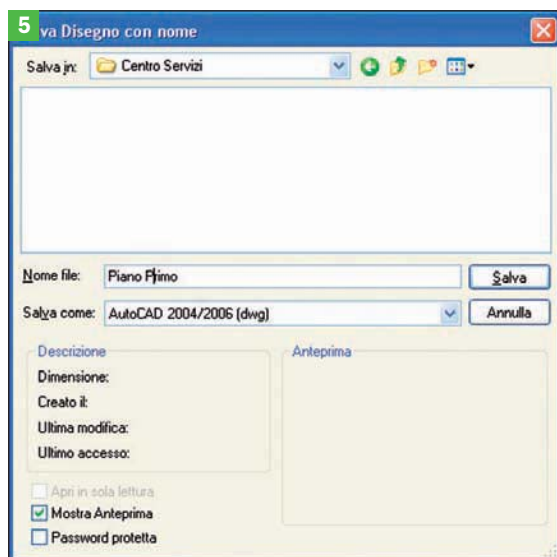 5
va Disegno con nome
Salva in: Centro Servizi
Nome file: Piano Primo Salva
Salva come: AutoCAD 2004/2006 (dwg) Annulla
Descrizione Anteprima
Dimensione:
Creato il:
Ultima modifica:
Ultimo accesso:
Apri in sola lettura
Mostra Anteprima
Password protetta